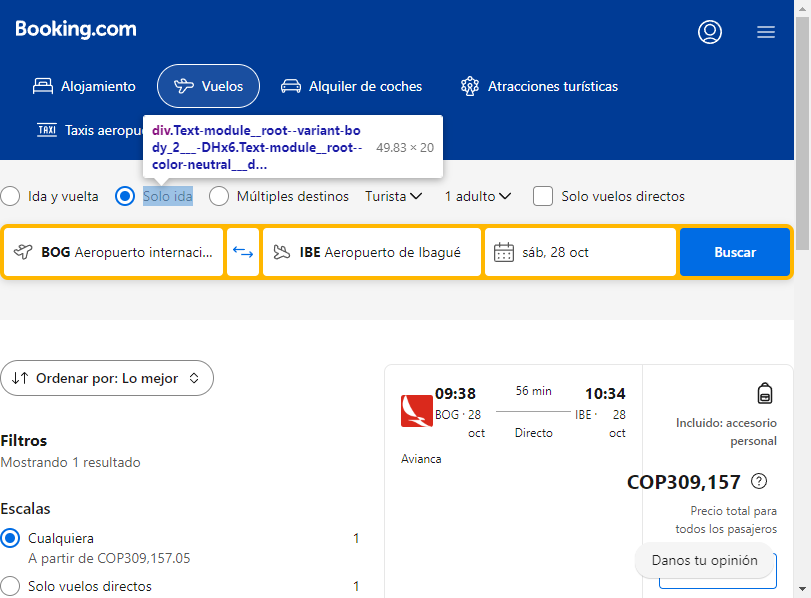 Booking.com
Alojamiento
Vuelos
Alquiler de coches
Atracciones turísticas
TAXI Taxis aeropu
div.Text-module__root--variant-bo
dy_2___-DHx6.Text-module__root--
color-neutral___d...
49.83 × 20
Ida y vuelta
Solo ida
Múltiples destinos
Turista
1 adulto
Solo vuelos directos
BOG Aeropuerto internaci...
IBE Aeropuerto de Ibagué
sáb, 28 oct
Buscar
Ordenar por: Lo mejor
Filtros
Mostrando 1 resultado
Escalas
Cualquiera 1
A partir de COP309,157.05
Solo vuelos directos 1
09:38
BOG · 28
oct
56 min
Directo
10:34
IBE · 28
oct
Avianca
Incluido: accesorio
personal
COP309,157
Precio total para
todos los pasajeros
Danos tu opinión